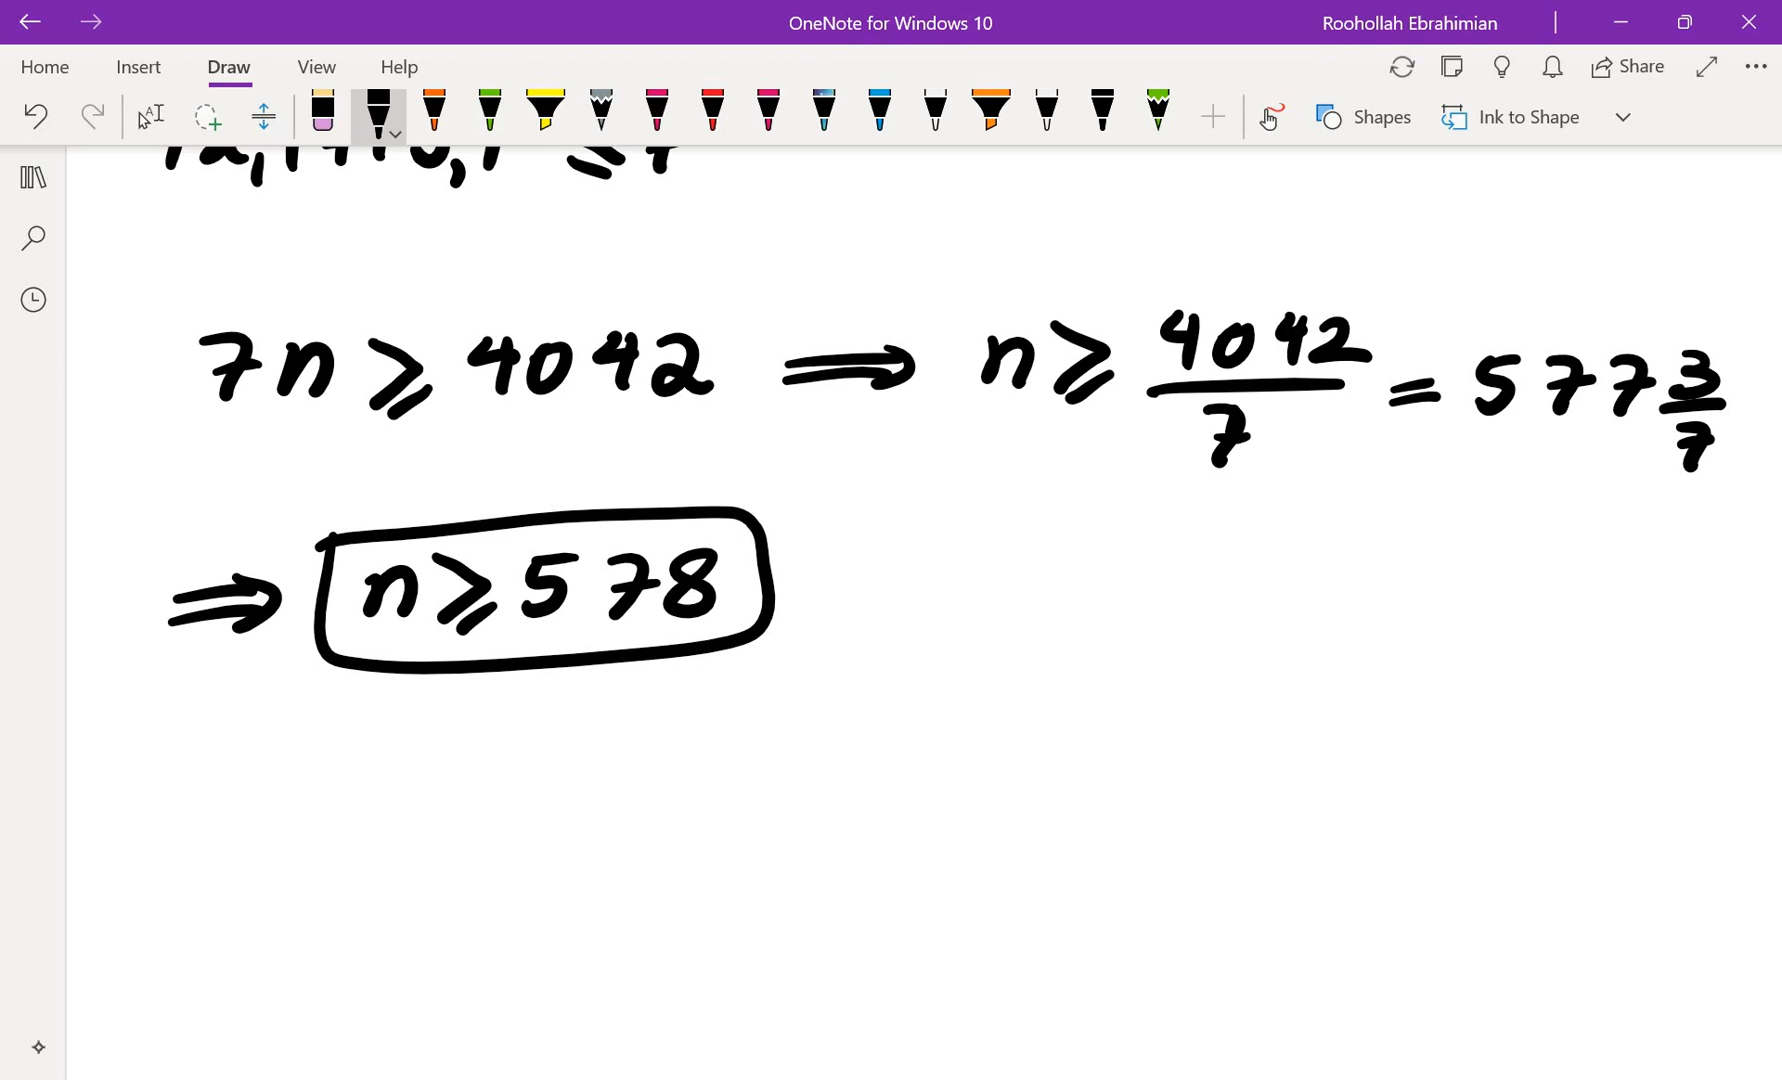 OneNote for Windows 10
Roohollah Ebrahimian
Home Insert Draw View Help
Share
Shapes Ink to Shape
7n ≥ 4042 ⟹ n ≥ 4042/7 = 577 3/7
⟹ n ≥ 578